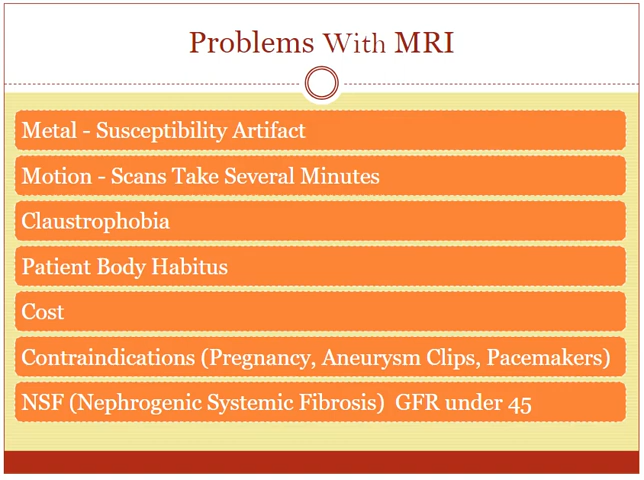 Problems With MRI
Metal - Susceptibility Artifact
Motion - Scans Take Several Minutes
Claustrophobia
Patient Body Habitus
Cost
Contraindications (Pregnancy, Aneurysm Clips, Pacemakers)
NSF (Nephrogenic Systemic Fibrosis)  GFR under 45